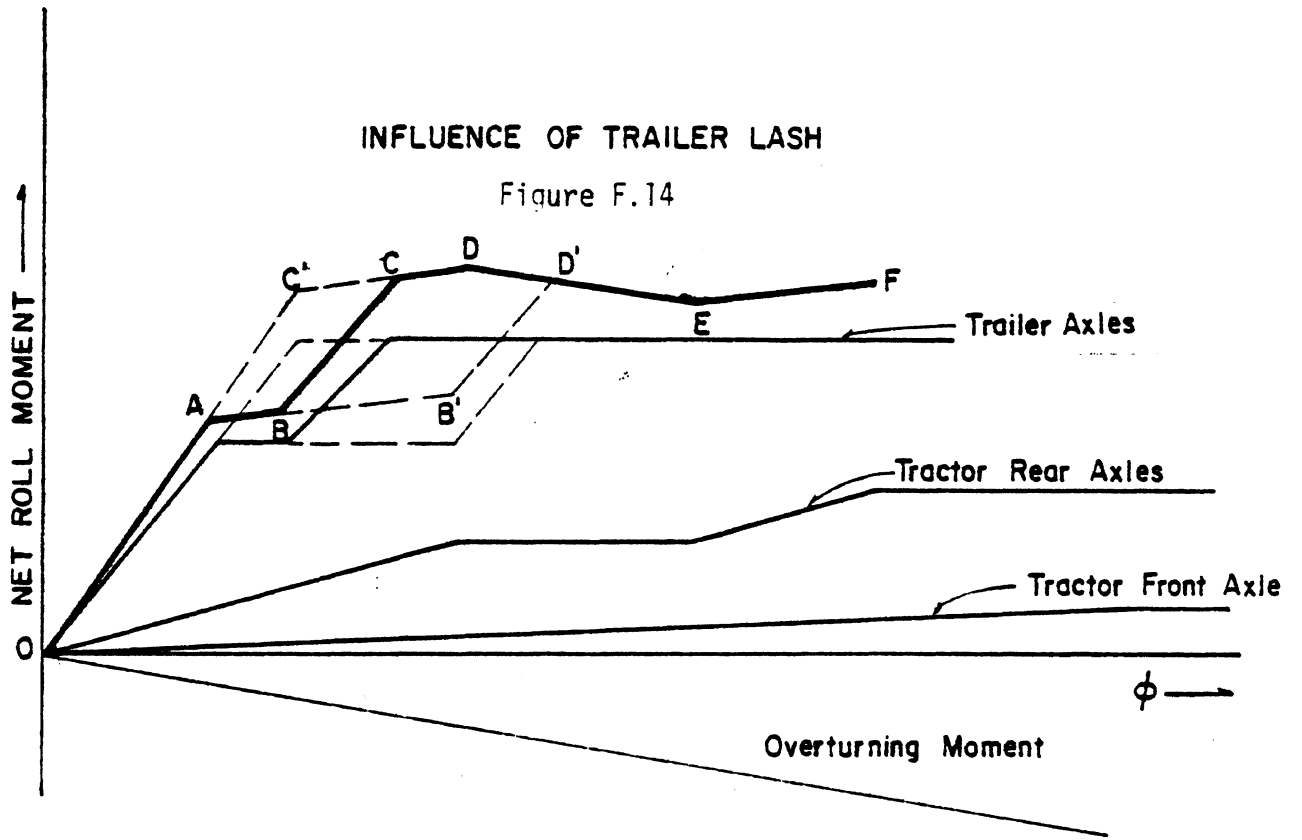 INFLUENCE OF TRAILER LASH
Figure F.14
NET ROLL MOMENT
C'
C
D
D'
F
A
B
B'
E
Trailer Axles
Tractor Rear Axles
Tractor Front Axle
O
ϕ
Overturning Moment